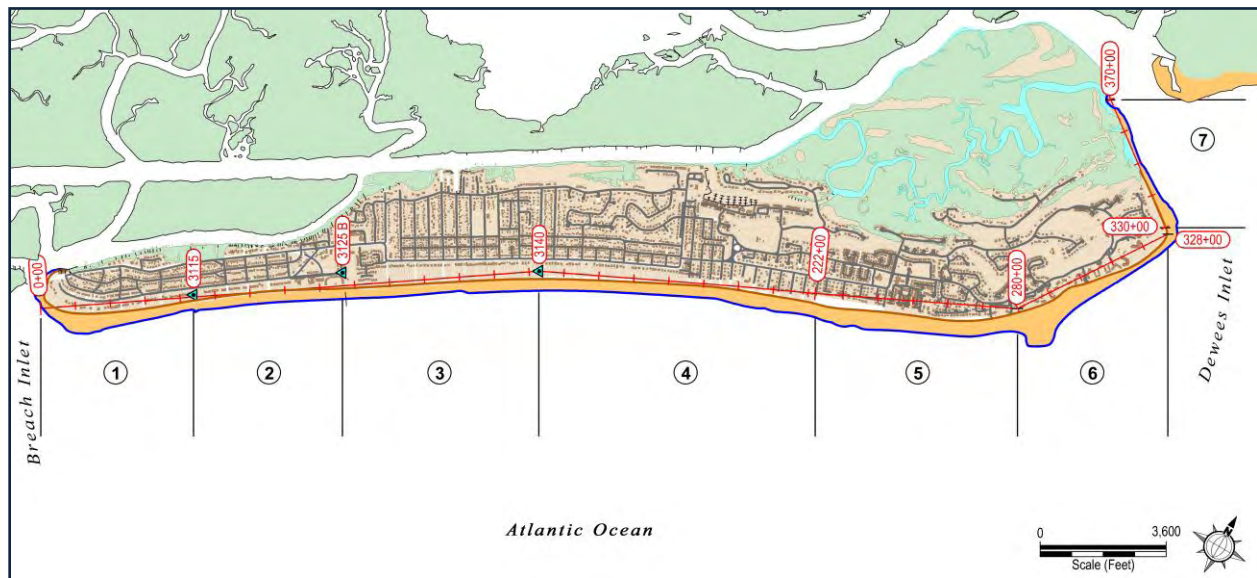 370+00
7
3125 B
3115
3140
0+00
222+00
330+00
328+00
280+00
Breach Inlet
1
2
3
4
5
6
Dewees Inlet
Atlantic Ocean
0 3,600
Scale (Feet)
N